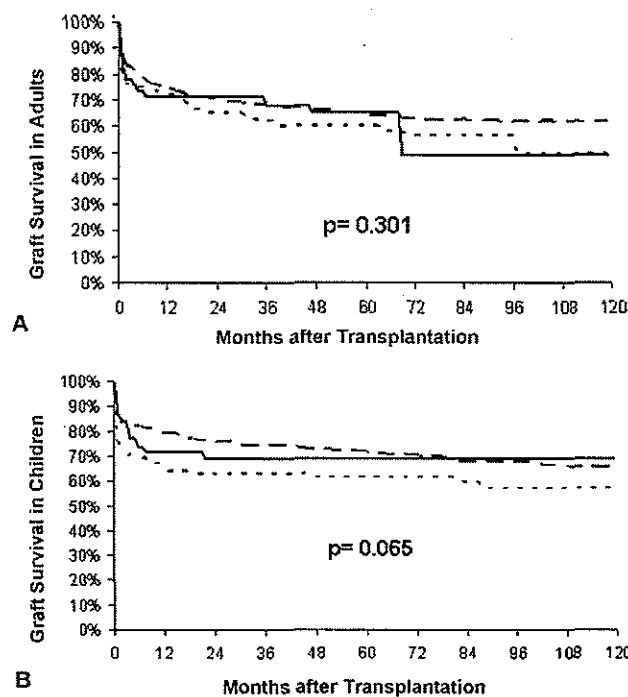 100%
90%
80%
70%
60%
50%
40%
30%
20%
10%
0%
Graft Survival in Adults
p= 0.301
0 12 24 36 48 60 72 84 96 108 120
A
Months after Transplantation
100%
90%
80%
70%
60%
50%
40%
30%
20%
10%
0%
Graft Survival in Children
p= 0.065
0 12 24 36 48 60 72 84 96 108 120
B
Months after Transplantation